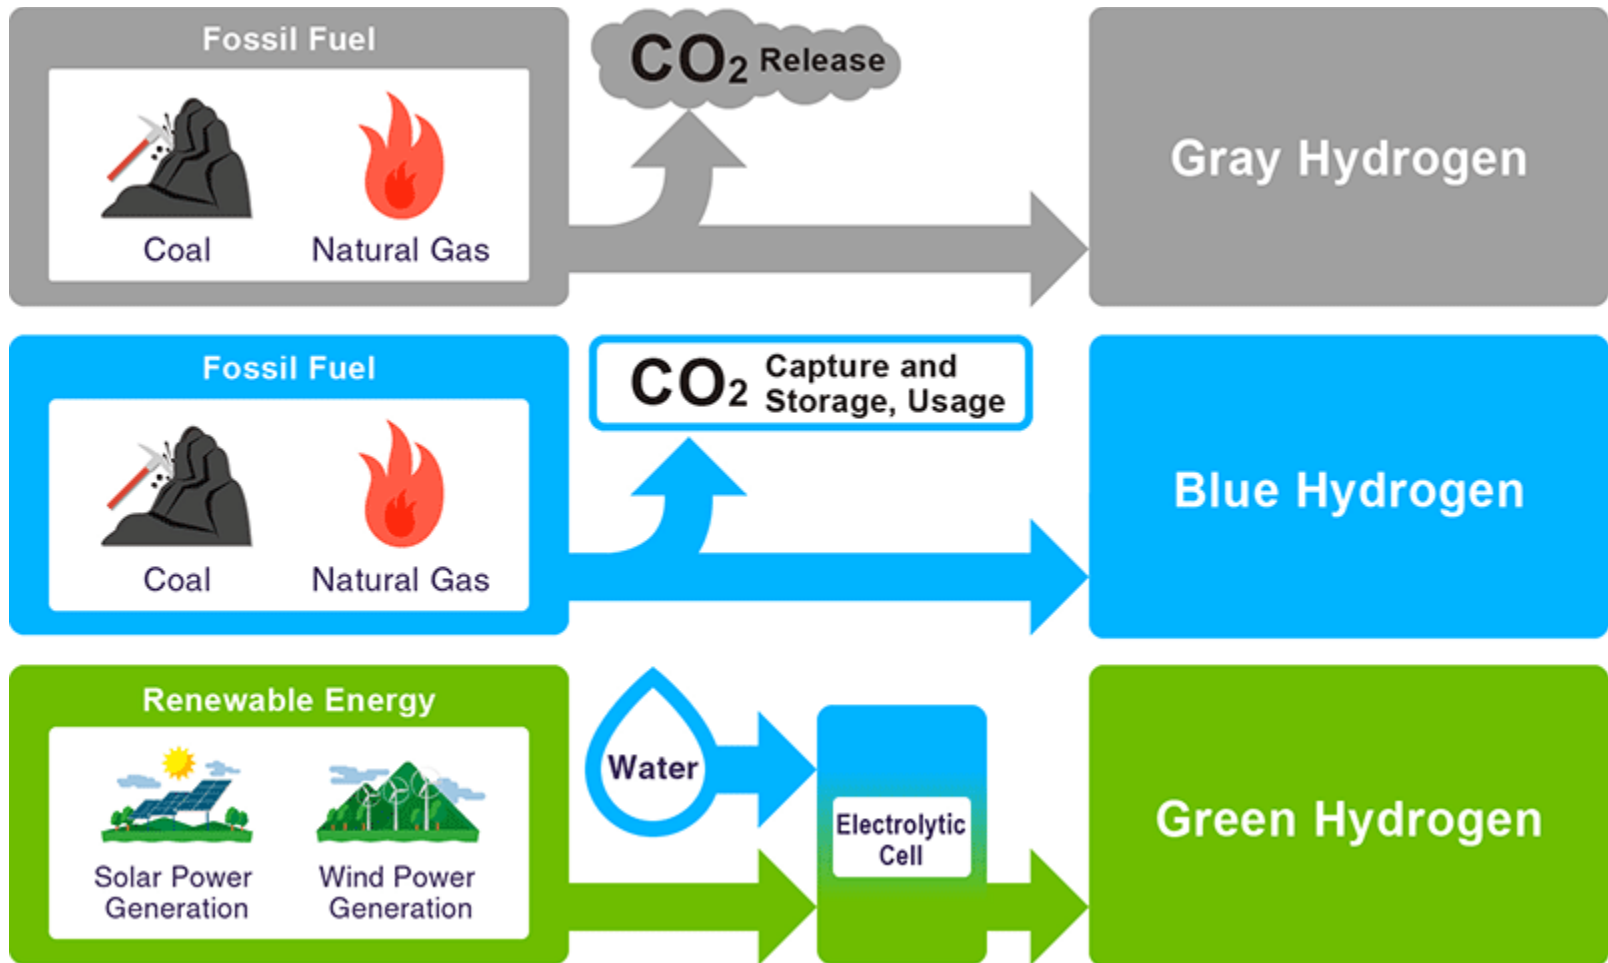 Fossil Fuel
Coal
Natural Gas
CO₂ Release
Gray Hydrogen
Fossil Fuel
Coal
Natural Gas
CO₂ Capture and
Storage, Usage
Blue Hydrogen
Renewable Energy
Solar Power
Generation
Wind Power
Generation
Water
Electrolytic
Cell
Green Hydrogen